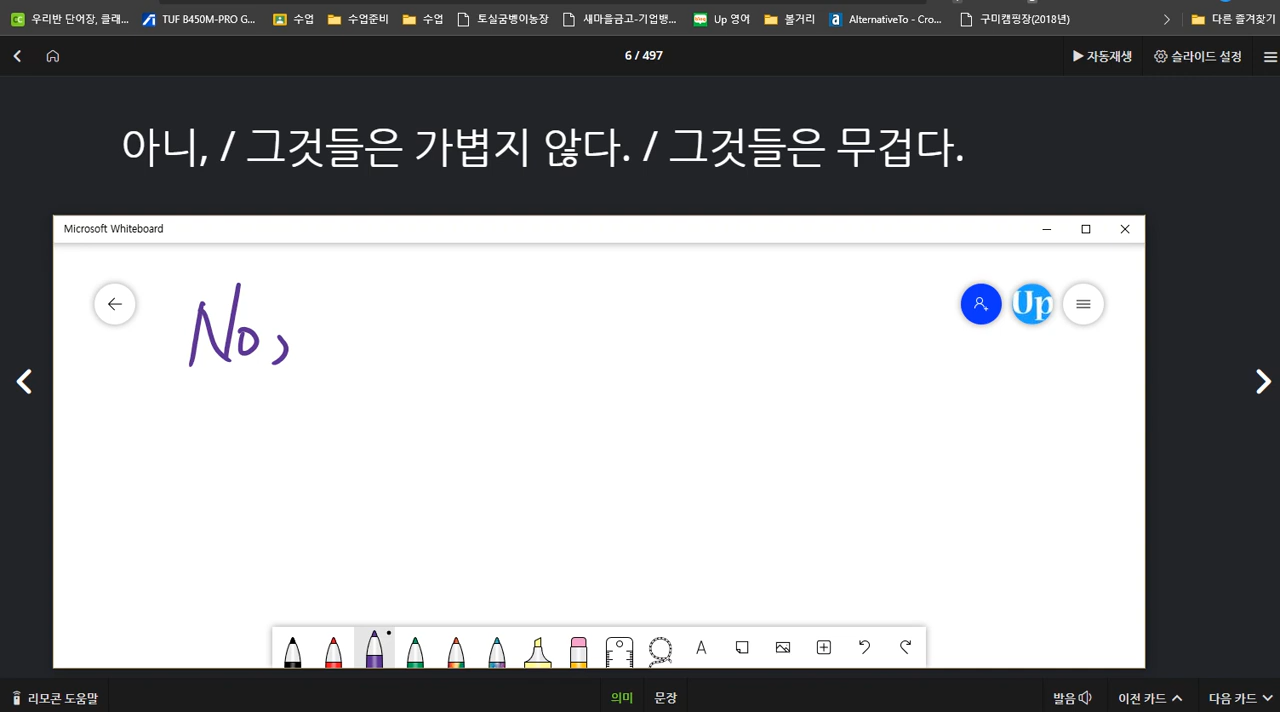 우리반 단어장, 클래... TUF B450M-PRO G... 수업 수업준비 수업 토실굼벵이농장 새마을금고-기업뱅... Up 영어 볼거리 AlternativeTo - Cro... 구미캠핑장(2018년) 다른 즐겨찾기
6 / 497 자동재생 슬라이드 설정
아니, / 그것들은 가볍지 않다. / 그것들은 무겁다.
Microsoft Whiteboard
No,
Up
A
리모콘 도움말 의미 문장 발음 이전 카드 다음 카드